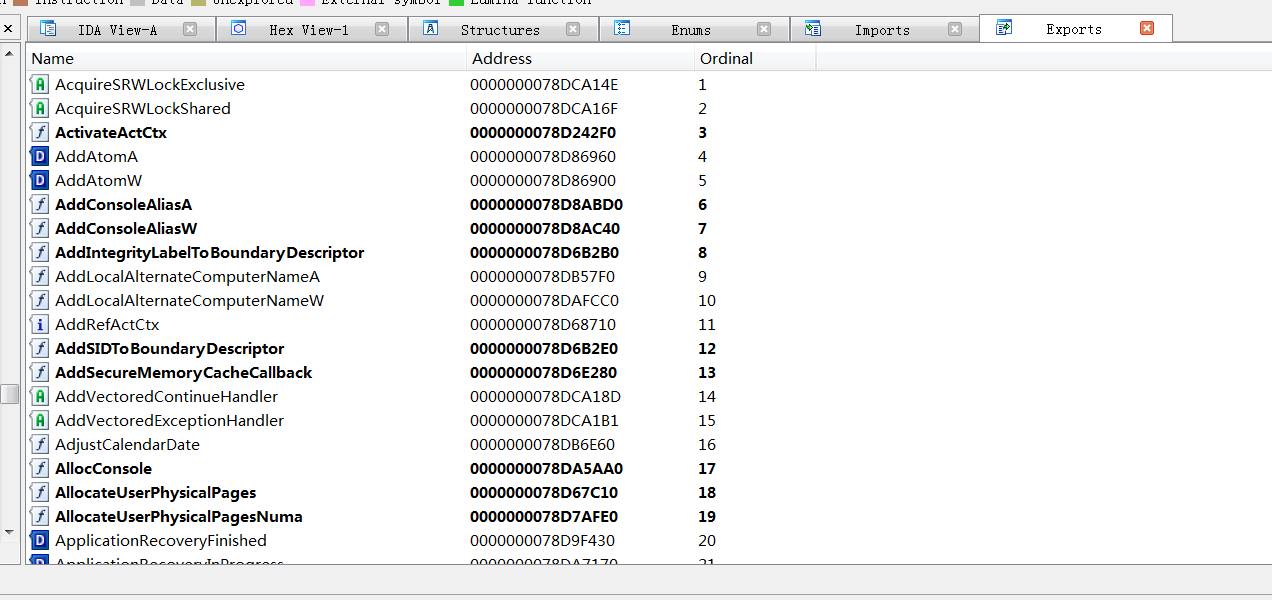 Instruction Data Unexplored External symbol Lumina function
IDA View-A Hex View-1 Structures Enums Imports Exports
Name Address Ordinal
AcquireSRWLockExclusive 0000000078DCA14E 1
AcquireSRWLockShared 0000000078DCA16F 2
ActivateActCtx 0000000078D242F0 3
AddAtomA 0000000078D86960 4
AddAtomW 0000000078D86900 5
AddConsoleAliasA 0000000078D8ABD0 6
AddConsoleAliasW 0000000078D8AC40 7
AddIntegrityLabelToBoundaryDescriptor 0000000078D6B2B0 8
AddLocalAlternateComputerNameA 0000000078DB57F0 9
AddLocalAlternateComputerNameW 0000000078DAFCC0 10
AddRefActCtx 0000000078D68710 11
AddSIDToBoundaryDescriptor 0000000078D6B2E0 12
AddSecureMemoryCacheCallback 0000000078D6E280 13
AddVectoredContinueHandler 0000000078DCA18D 14
AddVectoredExceptionHandler 0000000078DCA1B1 15
AdjustCalendarDate 0000000078DB6E60 16
AllocConsole 0000000078DA5AA0 17
AllocateUserPhysicalPages 0000000078D67C10 18
AllocateUserPhysicalPagesNuma 0000000078D7AFE0 19
ApplicationRecoveryFinished 0000000078D9F430 20
ApplicationRecoveryInProgress 0000000078DA7170 21